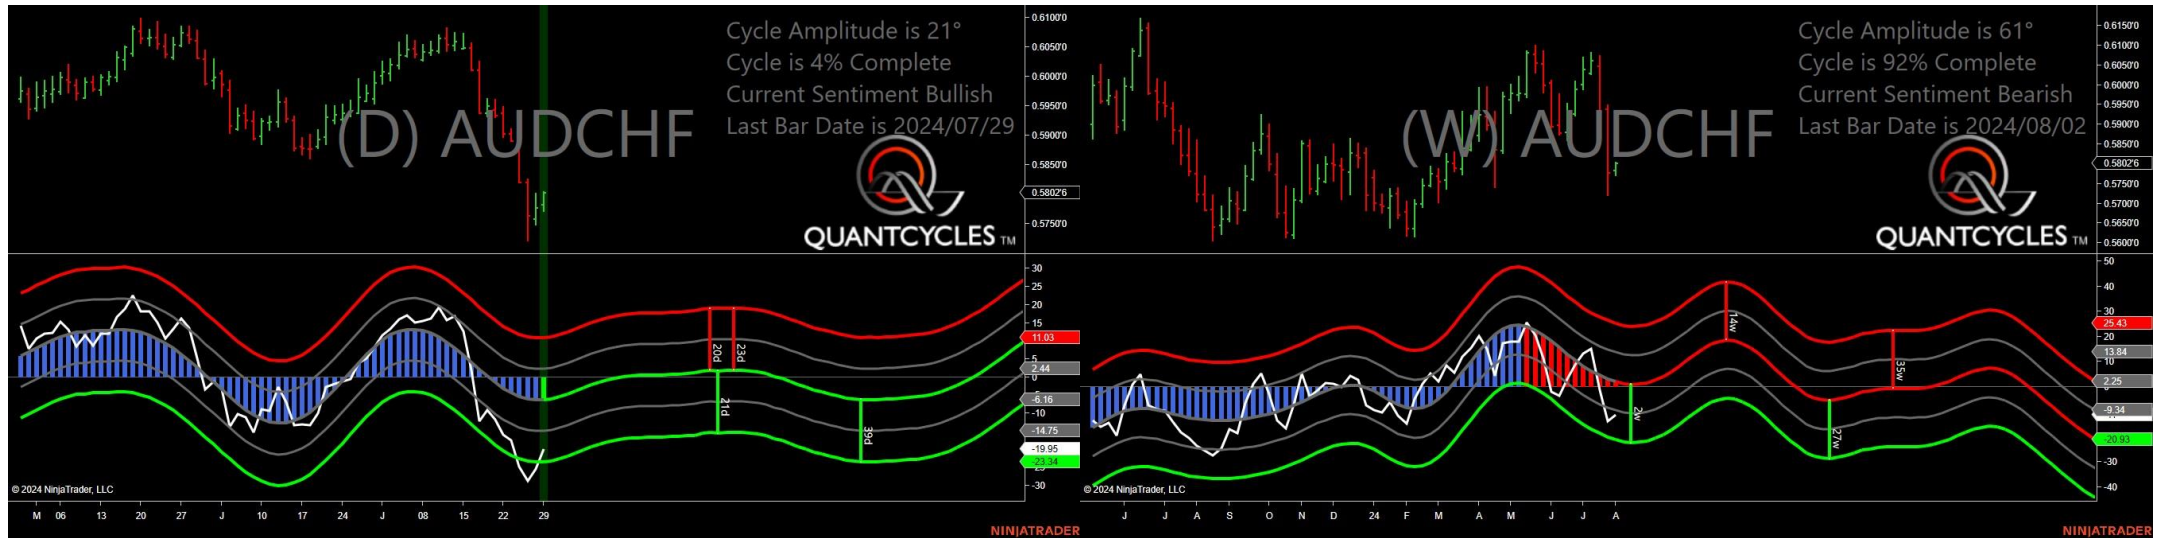 Cycle Amplitude is 21°
Cycle is 4% Complete
Current Sentiment Bullish
Last Bar Date is 2024/07/29
(D) AUDCHF
QUANTCYCLES TM
0.6100'0
0.6050'0
0.6000'0
0.5950'0
0.5900'0
0.5850'0
0.5802'6
0.5750'0
30
25
20
15
11.03
5
2.44
0
-6.16
-10
-14.75
-19.95
-23.34
-30
20d
23d
21d
39d
© 2024 NinjaTrader, LLC
M 06 13 20 27 J 10 17 24 J 08 15 22 29
NINJATRADER
Cycle Amplitude is 61°
Cycle is 92% Complete
Current Sentiment Bearish
Last Bar Date is 2024/08/02
(W) AUDCHF
QUANTCYCLES TM
0.6150'0
0.6100'0
0.6050'0
0.6000'0
0.5950'0
0.5900'0
0.5850'0
0.5802'6
0.5750'0
0.5700'0
0.5650'0
0.5600'0
50
40
30
25.43
20
13.84
10
2.25
-9.34
-20.93
-30
-40
2w
14w
27w
35w
© 2024 NinjaTrader, LLC
J J A S O N D 24 F M A M J J A
NINJATRADER